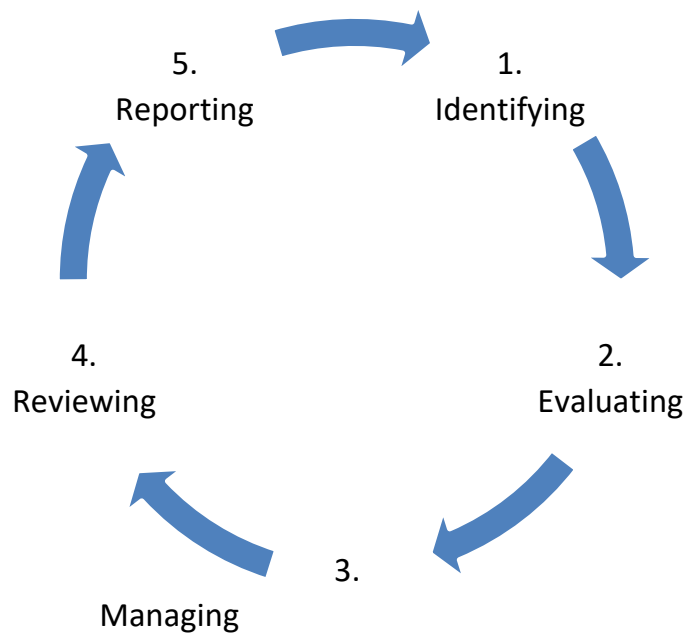 1.
Identifying
2.
Evaluating
3.
Managing
4.
Reviewing
5.
Reporting